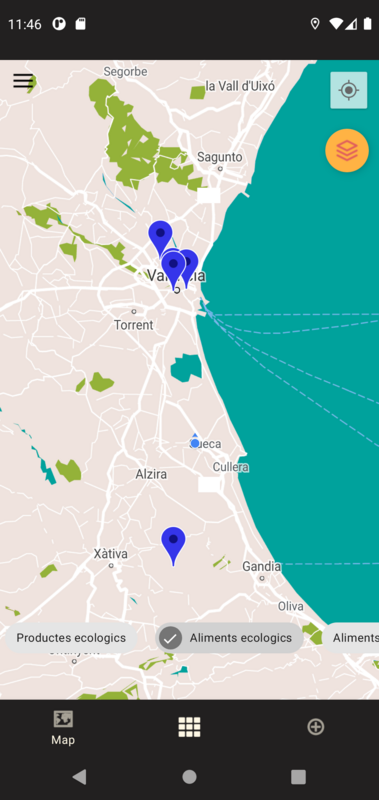 11:46
Segorbe
la Vall d'Uixó
Sagunto
Torrent
Sueca
Cullera
Alzira
Xàtiva
Gandia
Oliva
Productes ecologics
Aliments ecologics
Aliments
Map